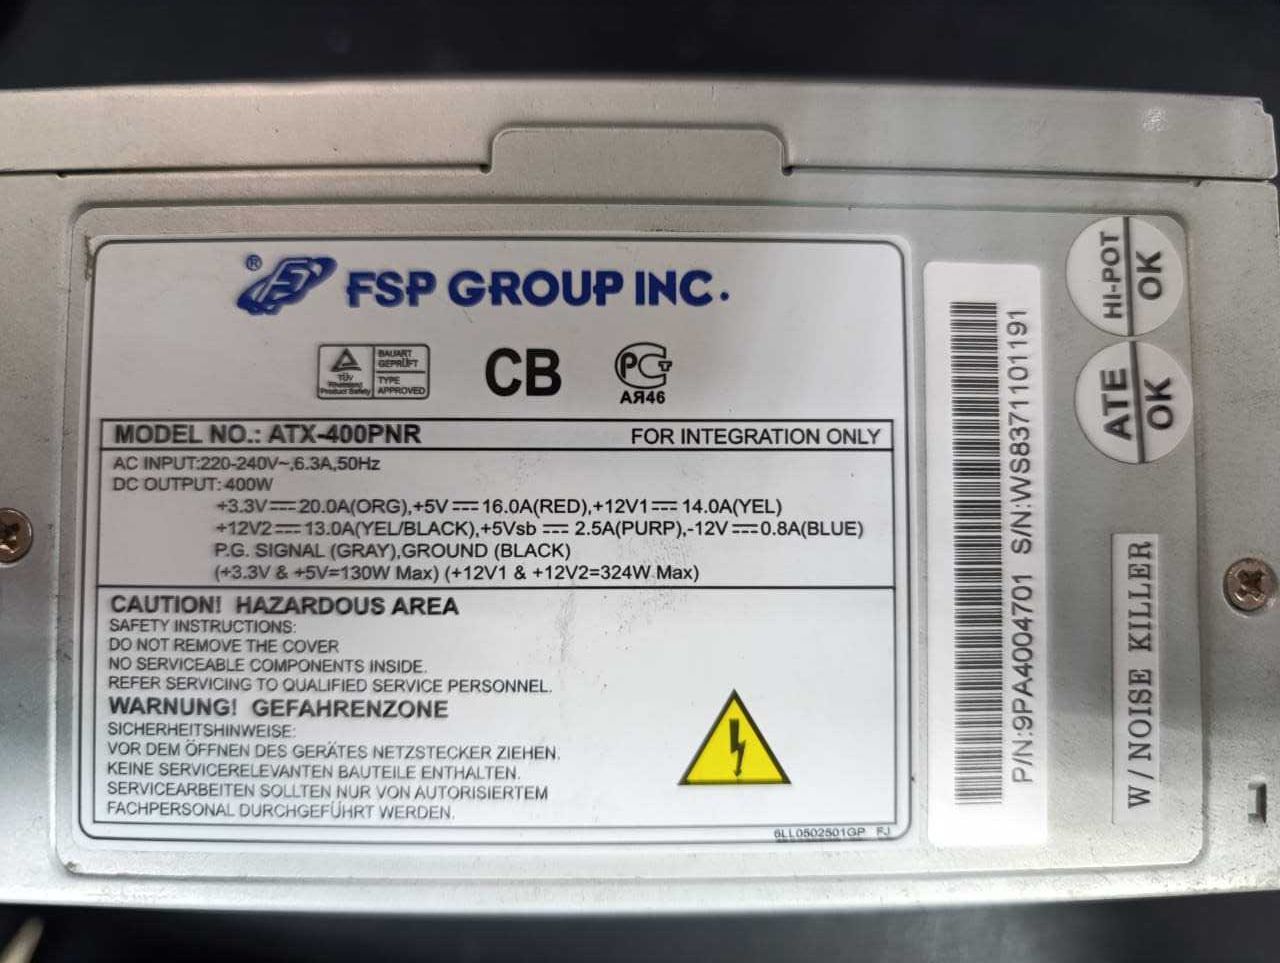 ® FSP GROUP INC.
TÜV
Rheinland
Product Safety
BAUART
GEPRÜFT
TYPE
APPROVED
CB
РСТ
АЯ46
MODEL NO.: ATX-400PNR FOR INTEGRATION ONLY
AC INPUT:220-240V~,6.3A,50Hz
DC OUTPUT: 400W
+3.3V⎓20.0A(ORG),+5V⎓16.0A(RED),+12V1⎓14.0A(YEL)
+12V2⎓13.0A(YEL/BLACK),+5Vsb⎓2.5A(PURP),-12V⎓0.8A(BLUE)
P.G. SIGNAL (GRAY),GROUND (BLACK)
(+3.3V & +5V=130W Max) (+12V1 & +12V2=324W Max)
CAUTION! HAZARDOUS AREA
SAFETY INSTRUCTIONS:
DO NOT REMOVE THE COVER
NO SERVICEABLE COMPONENTS INSIDE.
REFER SERVICING TO QUALIFIED SERVICE PERSONNEL.
WARNUNG! GEFAHRENZONE
SICHERHEITSHINWEISE:
VOR DEM ÖFFNEN DES GERÄTES NETZSTECKER ZIEHEN.
KEINE SERVICERELEVANTEN BAUTEILE ENTHALTEN.
SERVICEARBEITEN SOLLTEN NUR VON AUTORISIERTEM
FACHPERSONAL DURCHGEFÜHRT WERDEN.
6LL0502501GP FJ
P/N:9PA4004701 S/N:WS8371101191
HI-POT
OK
ATE
OK
W/NOISE KILLER